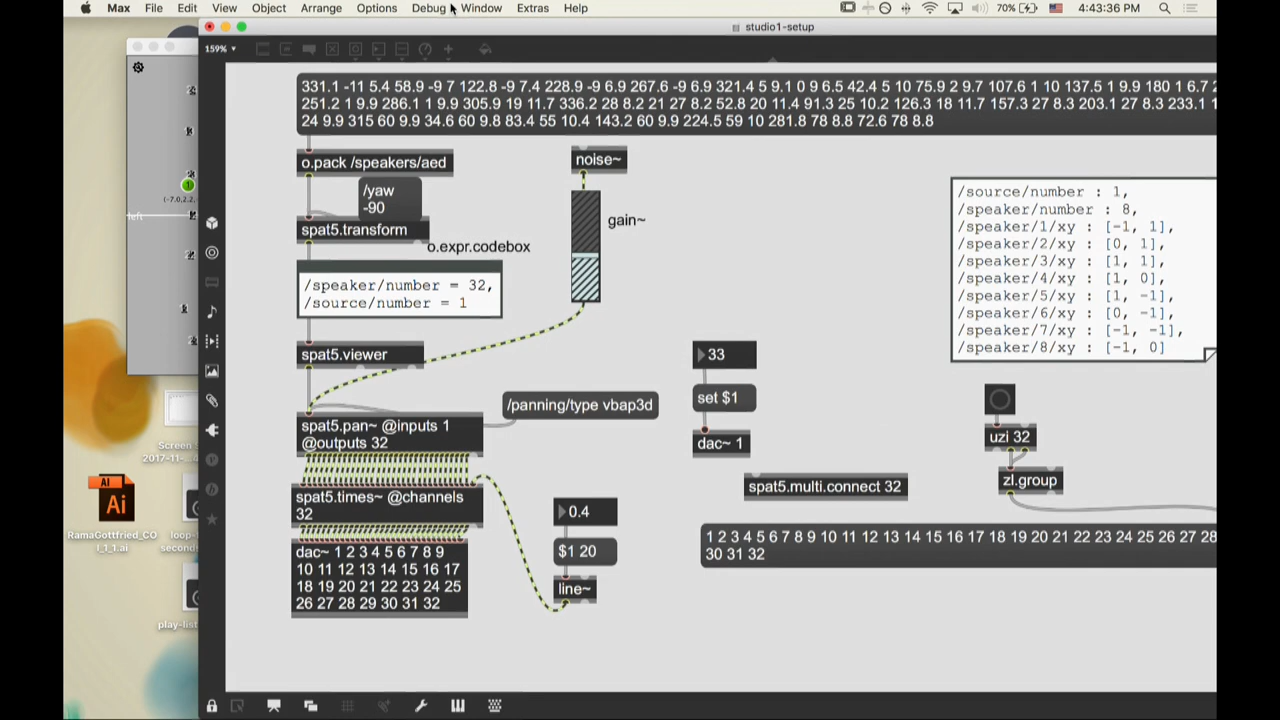 Max File Edit View Object Arrange Options Debug Window Extras Help 70% 4:43:36 PM
studio1-setup
159%
331.1 -11 5.4 58.9 -9 7 122.8 -9 7.4 228.9 -9 6.9 267.6 -9 6.9 321.4 5 9.1 0 9 6.5 42.4 5 10 75.9 2 9.7 107.6 1 10 137.5 1 9.9 180 1 6.7 2
251.2 1 9.9 286.1 1 9.9 305.9 19 11.7 336.2 28 8.2 21 27 8.2 52.8 20 11.4 91.3 25 10.2 126.3 18 11.7 157.3 27 8.3 203.1 27 8.3 233.1 1
24 9.9 315 60 9.9 34.6 60 9.8 83.4 55 10.4 143.2 60 9.9 224.5 59 10 281.8 78 8.8 72.6 78 8.8
o.pack /speakers/aed
noise~
/yaw
-90
spat5.transform
gain~
o.expr.codebox
/speaker/number = 32,
/source/number = 1
spat5.viewer
/source/number : 1,
/speaker/number : 8,
/speaker/1/xy : [-1, 1],
/speaker/2/xy : [0, 1],
/speaker/3/xy : [1, 1],
/speaker/4/xy : [1, 0],
/speaker/5/xy : [1, -1],
/speaker/6/xy : [0, -1],
/speaker/7/xy : [-1, -1],
/speaker/8/xy : [-1, 0]
33
set $1
dac~ 1
/panning/type vbap3d
spat5.pan~ @inputs 1
@outputs 32
uzi 32
zl.group
spat5.multi.connect 32
spat5.times~ @channels
32
0.4
$1 20
line~
1 2 3 4 5 6 7 8 9 10 11 12 13 14 15 16 17 18 19 20 21 22 23 24 25 26 27 28
30 31 32
dac~ 1 2 3 4 5 6 7 8 9
10 11 12 13 14 15 16 17
18 19 20 21 22 23 24 25
26 27 28 29 30 31 32
1
left
Screen S
2017-11-...
Ai
AI
RamaGottfried_CO
I_1_1.ai
loop-
seconds
play-list